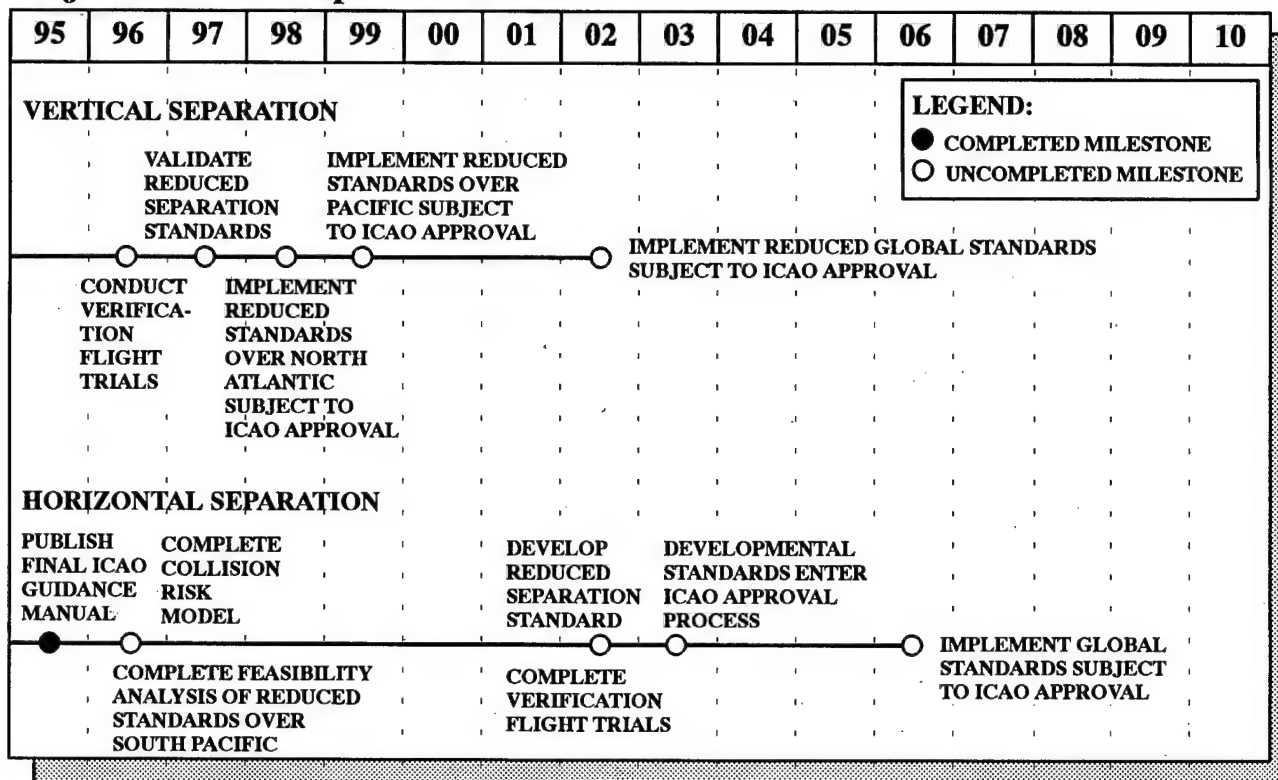 95 96 97 98 99 00 01 02 03 04 05 06 07 08 09 10
LEGEND:
COMPLETED MILESTONE
UNCOMPLETED MILESTONE
VERTICAL SEPARATION
VALIDATE
REDUCED
SEPARATION
STANDARDS
IMPLEMENT REDUCED
STANDARDS OVER
PACIFIC SUBJECT
TO ICAO APPROVAL
IMPLEMENT REDUCED GLOBAL STANDARDS
SUBJECT TO ICAO APPROVAL
CONDUCT
VERIFICA-
TION
FLIGHT
TRIALS
IMPLEMENT
REDUCED
STANDARDS
OVER NORTH
ATLANTIC
SUBJECT TO
ICAO APPROVAL
HORIZONTAL SEPARATION
PUBLISH
FINAL ICAO
GUIDANCE
MANUAL
COMPLETE
COLLISION
RISK
MODEL
DEVELOP
REDUCED
SEPARATION
STANDARD
DEVELOPMENTAL
STANDARDS ENTER
ICAO APPROVAL
PROCESS
IMPLEMENT GLOBAL
STANDARDS SUBJECT
TO ICAO APPROVAL
COMPLETE FEASIBILITY
ANALYSIS OF REDUCED
STANDARDS OVER
SOUTH PACIFIC
COMPLETE
VERIFICATION
FLIGHT TRIALS